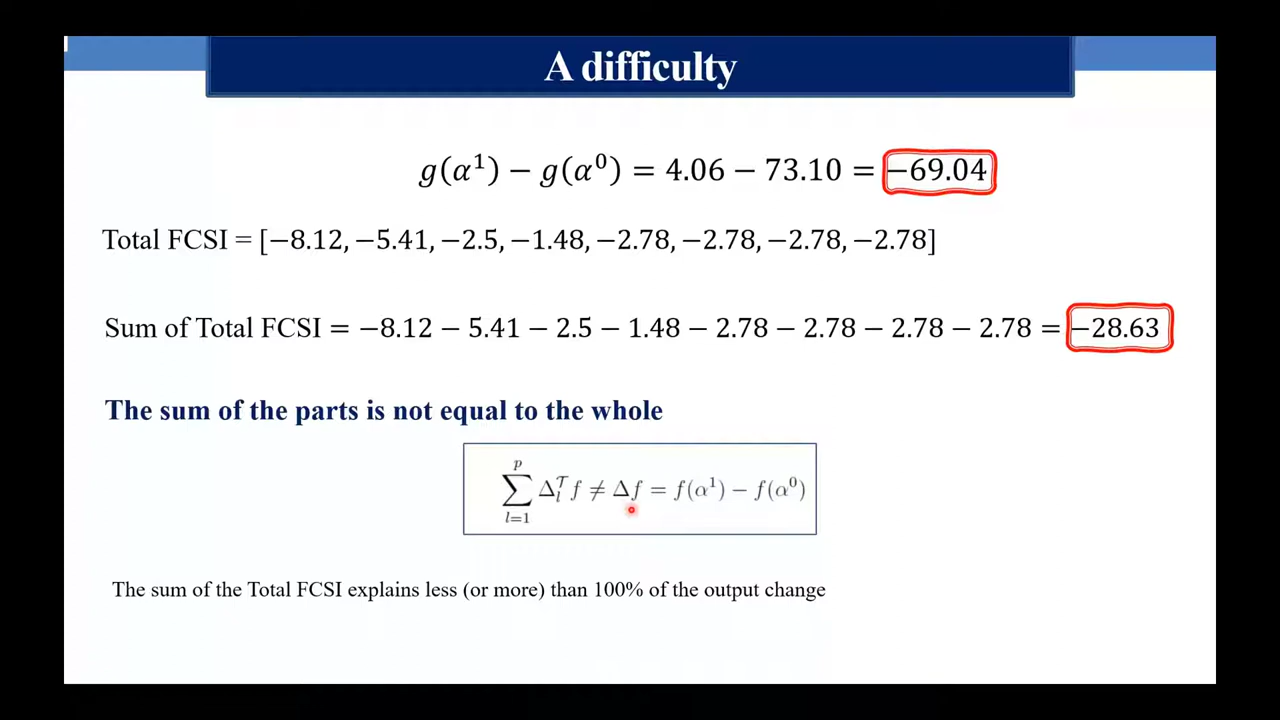 A difficulty
g(α¹) − g(α⁰) = 4.06 − 73.10 = −69.04
Total FCSI = [−8.12, −5.41, −2.5, −1.48, −2.78, −2.78, −2.78, −2.78]
Sum of Total FCSI = −8.12 − 5.41 − 2.5 − 1.48 − 2.78 − 2.78 − 2.78 − 2.78 = −28.63
The sum of the parts is not equal to the whole
∑_{l=1}^{p} Δ_l^𝒯 f ≠ Δf = f(α¹) − f(α⁰)
The sum of the Total FCSI explains less (or more) than 100% of the output change